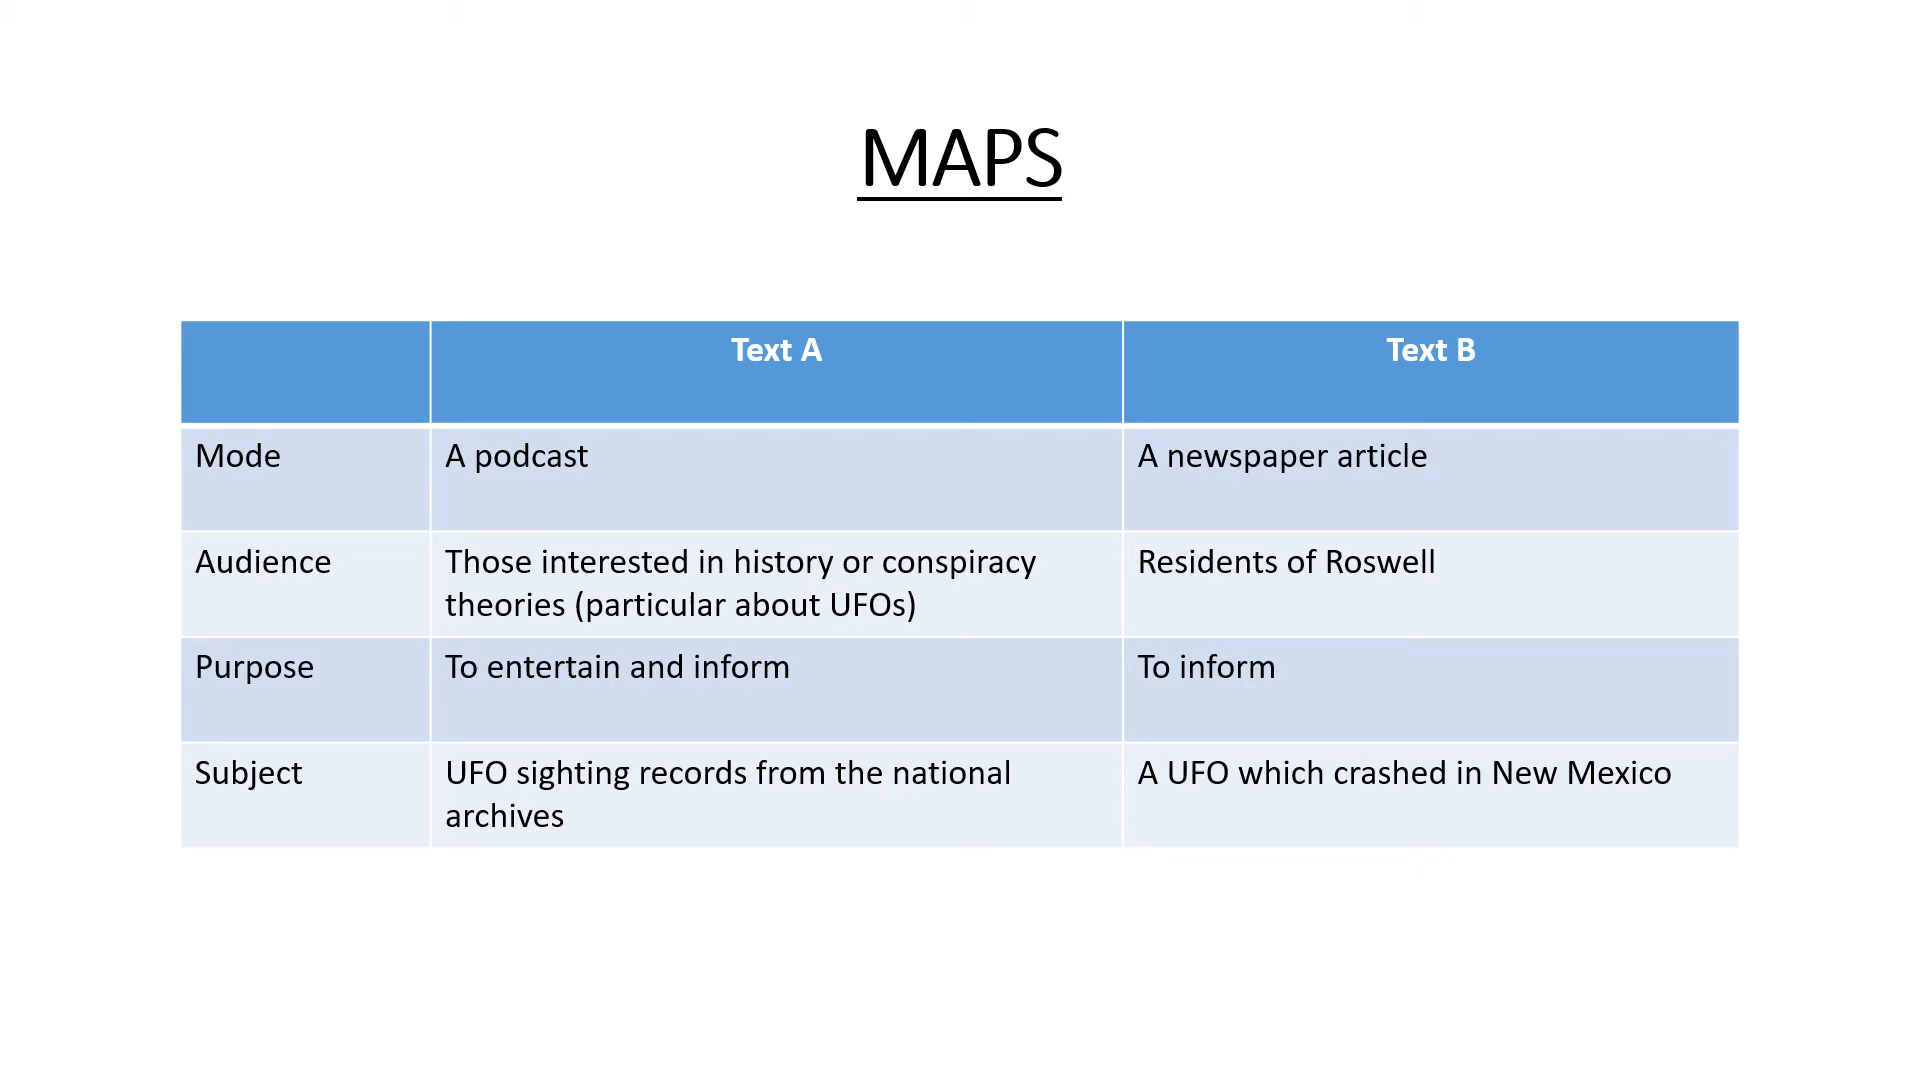 MAPS
Text A
Text B
Mode
A podcast
A newspaper article
Audience
Those interested in history or conspiracy
theories (particular about UFOs)
Residents of Roswell
Purpose
To entertain and inform
To inform
Subject
UFO sighting records from the national
archives
A UFO which crashed in New Mexico